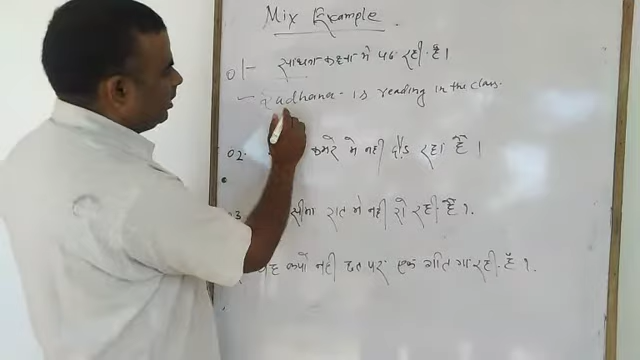 Mix Example
01- साधना कक्षा में पढ़ रही है।
- Sadhana - is reading in the class.
02. कमरे में नहीं दौड़ रहा है।
03 सीमा रात में नहीं रो रही है।
वह क्यों नहीं छत पर एक गीत गा रही है।